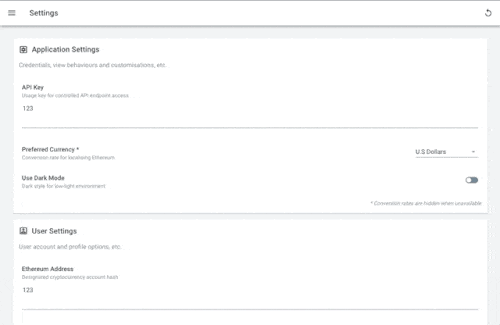 Settings
Application Settings
Credentials, view behaviours and customisations, etc.
API Key
Usage key for controlled API endpoint access
123
Preferred Currency *
Conversion rate for localising Ethereum
U.S Dollars
Use Dark Mode
Dark style for low-light environment
* Conversion rates are hidden when unavailable
User Settings
User account and profile options, etc.
Ethereum Address
Designated cryptocurrency account hash
123